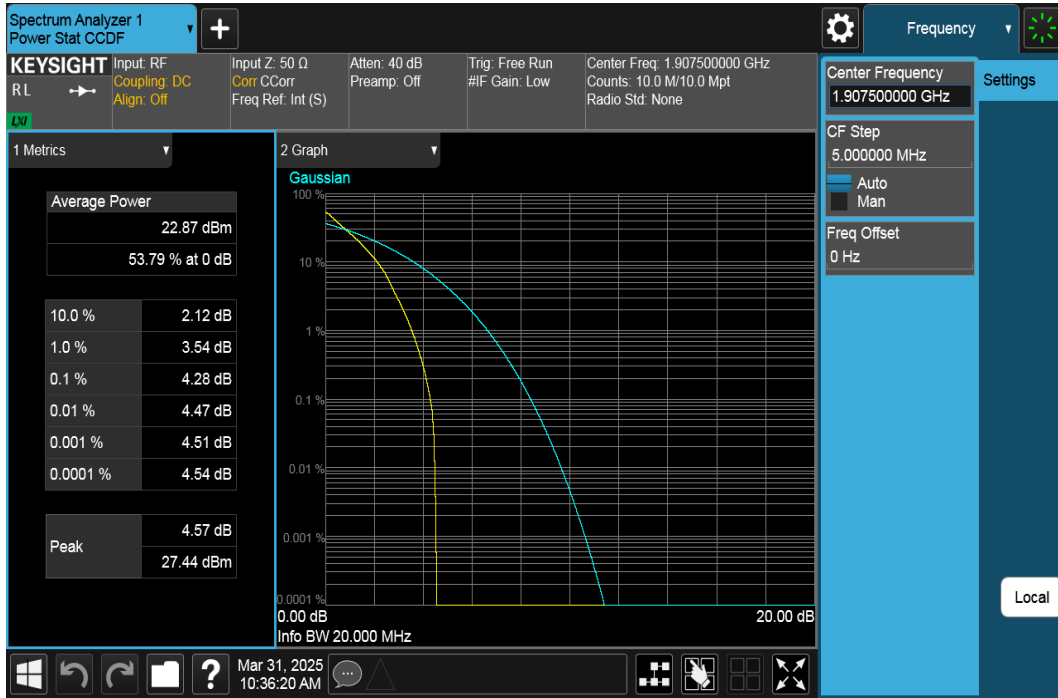 Spectrum Analyzer 1
Power Stat CCDF
Frequency
KEYSIGHT
RL
LXI
Input: RF
Coupling: DC
Align: Off
Input Z: 50 Ω
Corr CCorr
Freq Ref: Int (S)
Atten: 40 dB
Preamp: Off
Trig: Free Run
#IF Gain: Low
Center Freq: 1.907500000 GHz
Counts: 10.0 M/10.0 Mpt
Radio Std: None
Center Frequency
1.907500000 GHz
Settings
CF Step
5.000000 MHz
Auto
Man
Freq Offset
0 Hz
Local
1 Metrics
Average Power
22.87 dBm
53.79 % at 0 dB
10.0 % 2.12 dB
1.0 % 3.54 dB
0.1 % 4.28 dB
0.01 % 4.47 dB
0.001 % 4.51 dB
0.0001 % 4.54 dB
Peak
4.57 dB
27.44 dBm
2 Graph
Gaussian
100 %
10 %
1 %
0.1 %
0.01 %
0.001 %
0.0001 %
0.00 dB 20.00 dB
Info BW 20.000 MHz
?
Mar 31, 2025
10:36:20 AM